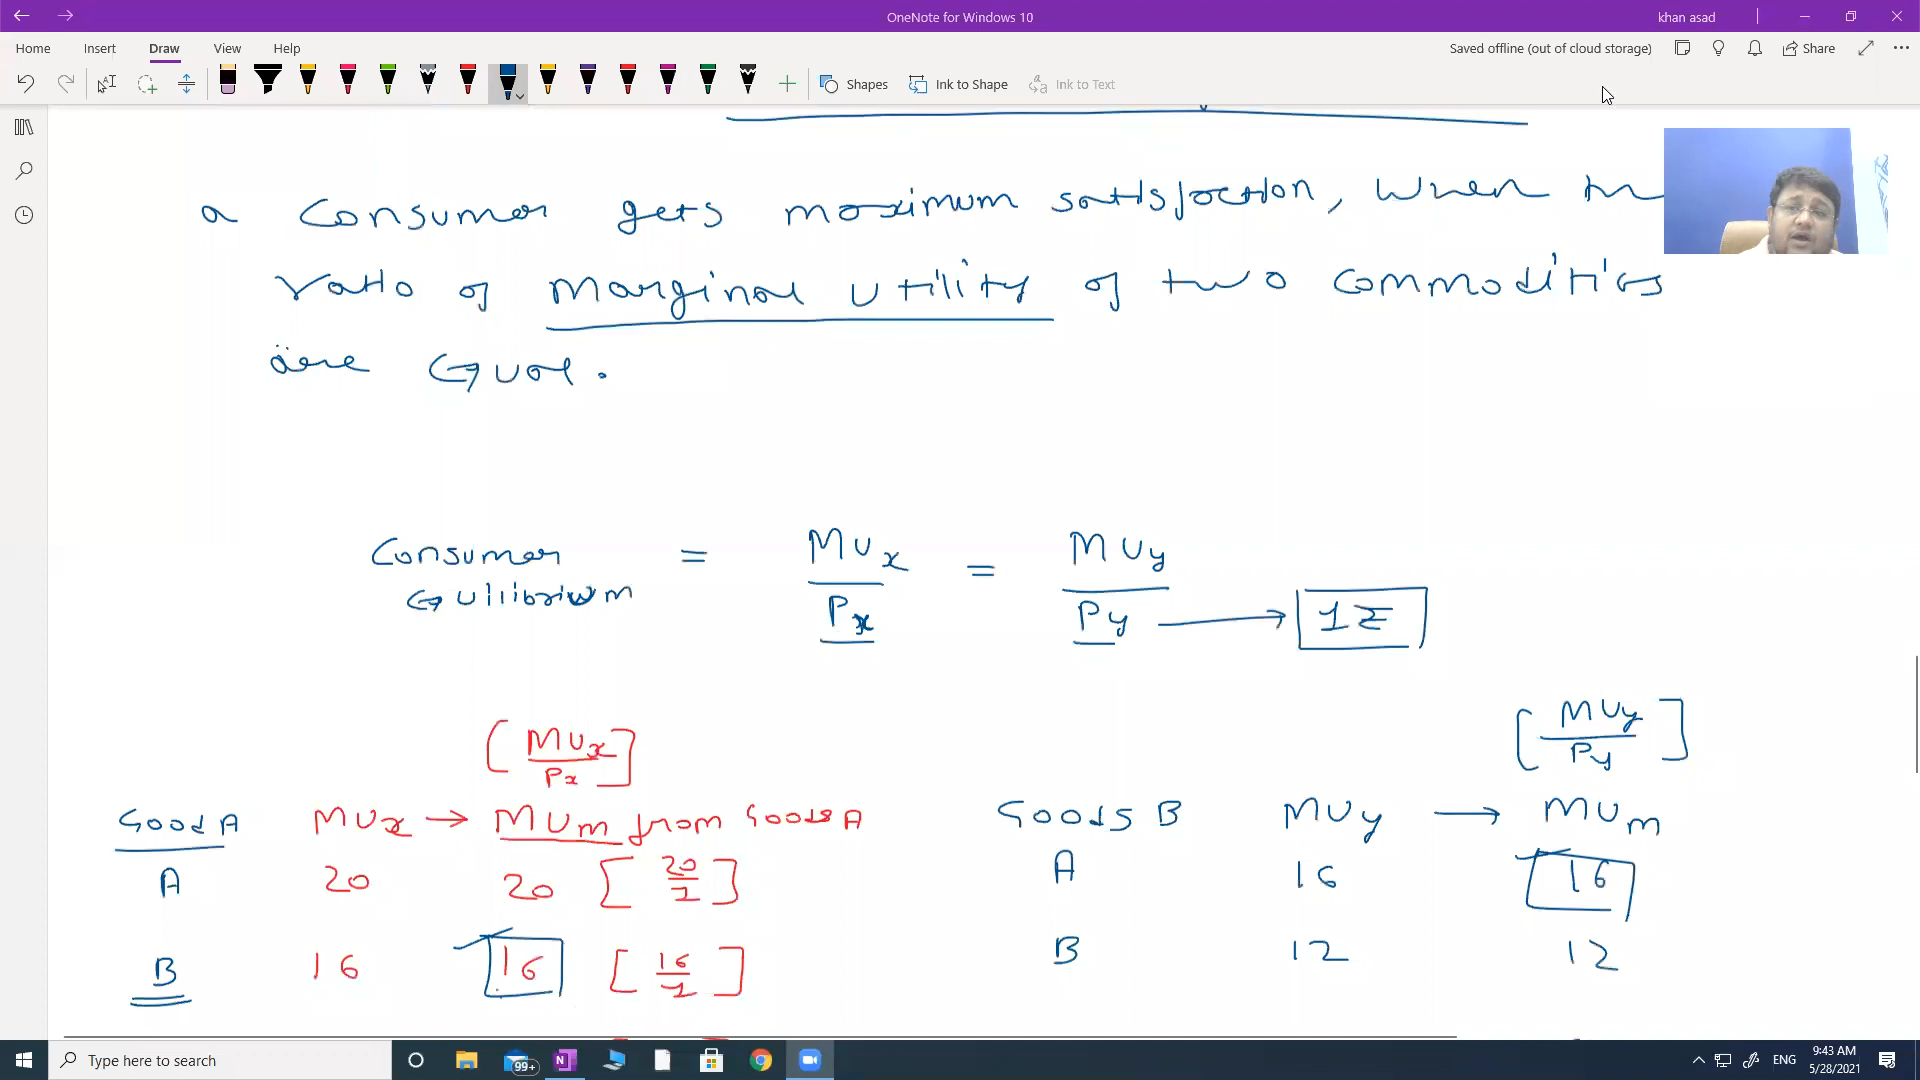 OneNote for Windows 10
khan asad
Home Insert Draw View Help
Saved offline (out of cloud storage)
Share
Shapes
Ink to Shape
Ink to Text
a consumer gets maximum satisfaction, when
ratio of marginal utility of two commodities
are equal.
Consumer equilibrium = MUx/Px = MUy/Py → 1
[MUx/Px]
[MUy/Py]
Good A MUx → MUm from Goods A
Goods B MUy → MUm
A 20 20 [20/1]
A 16 16
B 16 16 [16/1]
B 12 12
Type here to search
99+
ENG
9:43 AM
5/28/2021